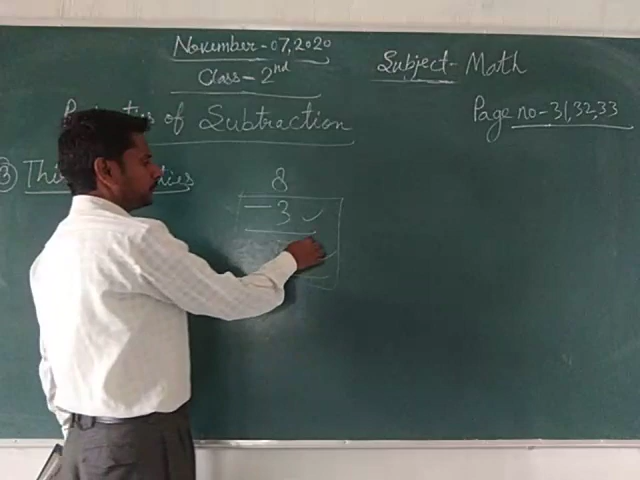 November - 07, 2020
Class - 2nd
Subject - Math
of Subtraction
Page no - 31,32,33
③
8
- 3 ✓